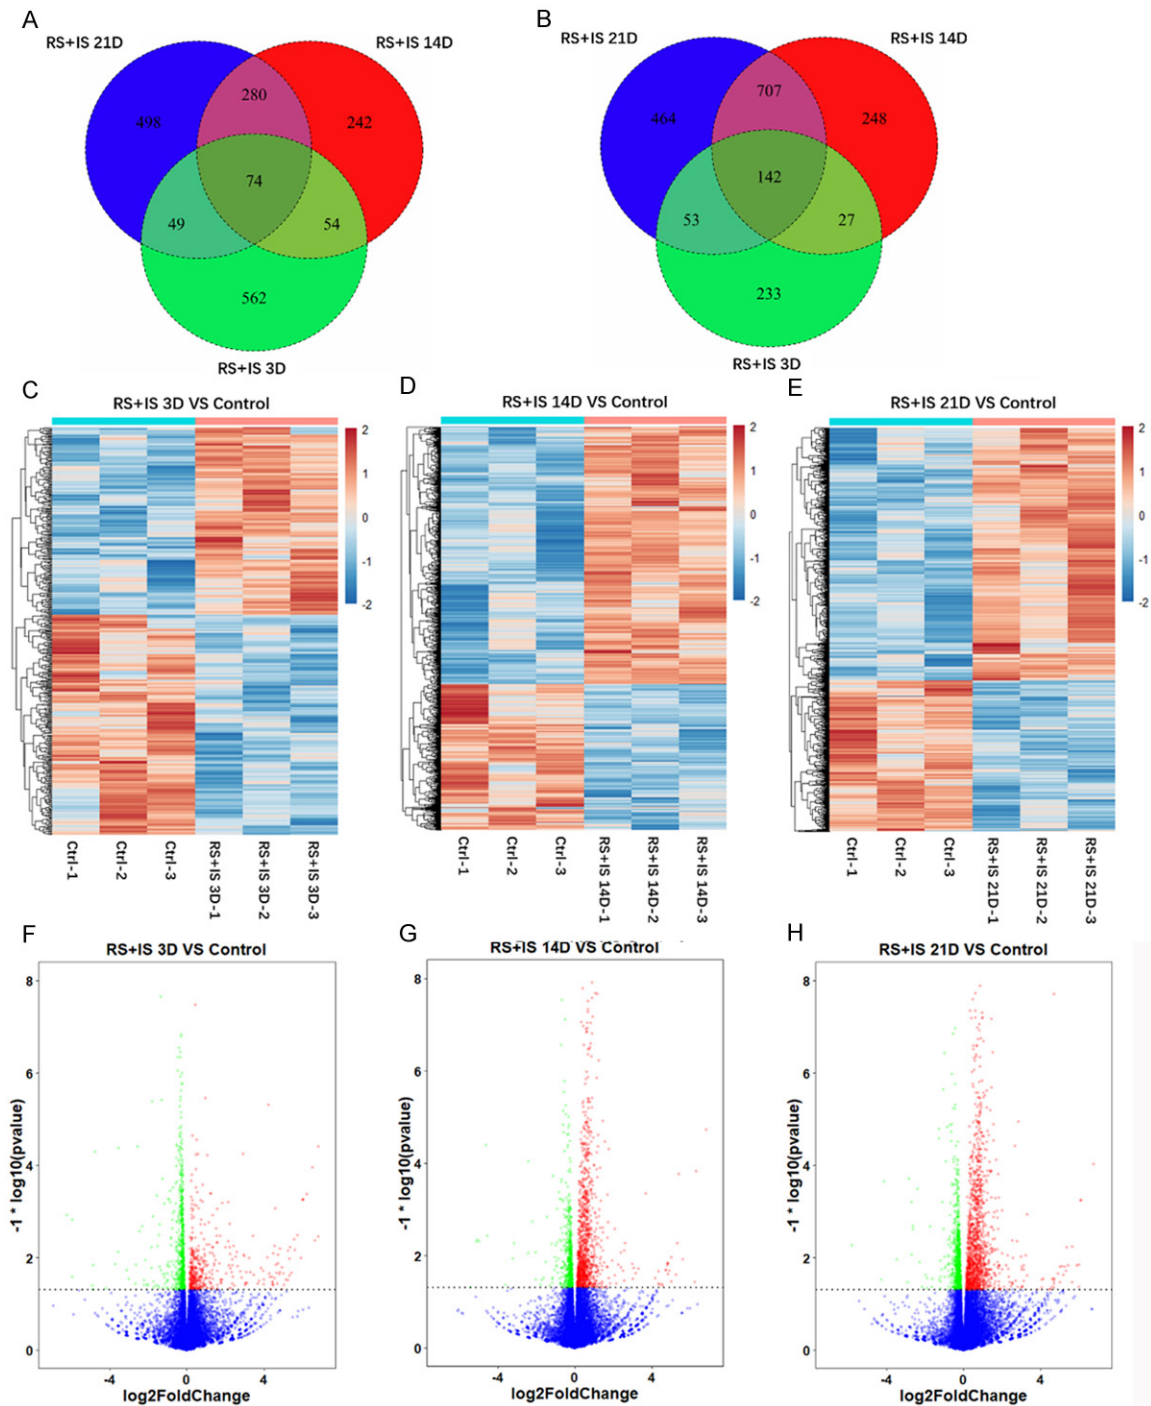 A
B
RS+IS 21D
RS+IS 14D
RS+IS 21D
RS+IS 14D
280
498
242
74
49
54
562
RS+IS 3D
707
464
248
142
53
27
233
RS+IS 3D
C
D
E
RS+IS 3D VS Control
RS+IS 14D VS Control
RS+IS 21D VS Control
2
1
0
-1
-2
2
1
0
-1
-2
2
1
0
-1
-2
Ctrl-1
Ctrl-2
Ctrl-3
RS+IS 3D-1
RS+IS 3D-2
RS+IS 3D-3
Ctrl-1
Ctrl-2
Ctrl-3
RS+IS 14D-1
RS+IS 14D-2
RS+IS 14D-3
Ctrl-1
Ctrl-2
Ctrl-3
RS+IS 21D-1
RS+IS 21D-2
RS+IS 21D-3
F
G
H
RS+IS 3D VS Control
RS+IS 14D VS Control
RS+IS 21D VS Control
-1 * log10(pvalue)
8
6
4
2
0
-4
0
4
log2FoldChange
-1 * log10(pvalue)
8
6
4
2
0
-4
0
4
log2FoldChange
-1 * log10(pvalue)
8
6
4
2
0
-4
0
4
log2FoldChange